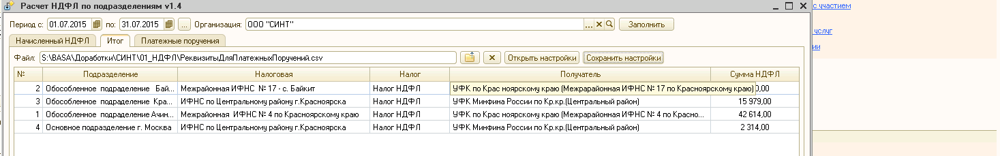 Расчет НДФЛ по подразделениям v1.4
с участием
Период с: 01.07.2015 по: 31.07.2015 ... Организация: ООО "СИНТ" ... Заполнить
услуг
Начисленный НДФЛ Итог Платежные поручения
ии
Файл: S:\BASA\Доработки\СИНТ\01_НДФЛ\РеквизитыДляПлатежныхПоручений.csv Открыть настройки Сохранить настройки
№ Подразделение Налоговая Налог Получатель Сумма НДФЛ
2 Обособленное подраделение Бай... Межрайонная ИФНС № 17 - с. Байкит Налог НДФЛ УФК по Крас ноярскому краю (Межрарайонная ИФНС № 17 по Красноярскому краю) 0,00
3 Обособленное подраделение Кра... ИФНС по Центральному району г.Красноярска Налог НДФЛ УФК Минфина России по Кр.кр.(Центральный район) 15 979,00
1 Обособленное подраделение Ачин... Межрайонная ИФНС № 4 по Красноярскому краю Налог НДФЛ УФК по Крас ноярскому краю (Межрайонная ИФНС № 4 по Красно... 42 614,00
4 Основное подразделение г. Москва ИФНС по Центральному району г.Красноярска Налог НДФЛ УФК Минфина России по Кр.кр.(Центральный район) 2 314,00